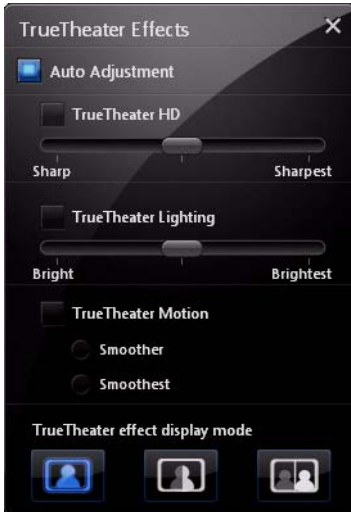 TrueTheater Effects
Auto Adjustment
TrueTheater HD
Sharp Sharpest
TrueTheater Lighting
Bright Brightest
TrueTheater Motion
Smoother
Smoothest
TrueTheater effect display mode